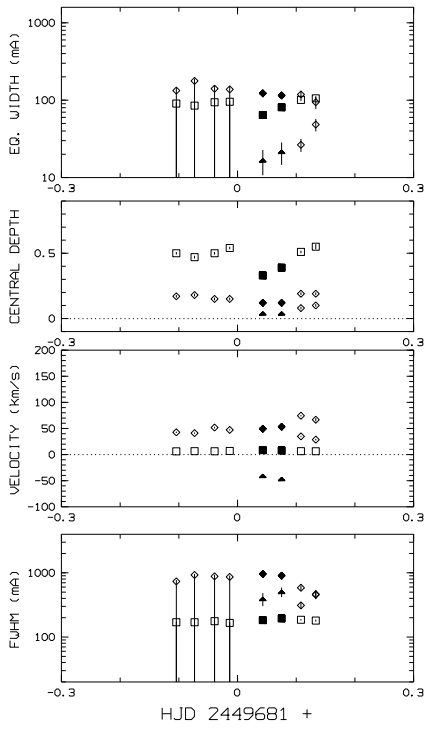 1000
100
10
EQ. WIDTH (mA)
-0.3 0 0.3
0.5
0
CENTRAL DEPTH
-0.3 0 0.3
200
150
100
50
0
-50
-100
VELOCITY (km/s)
-0.3 0 0.3
1000
100
FWHM (mA)
-0.3 0 0.3
HJD 2449681 +